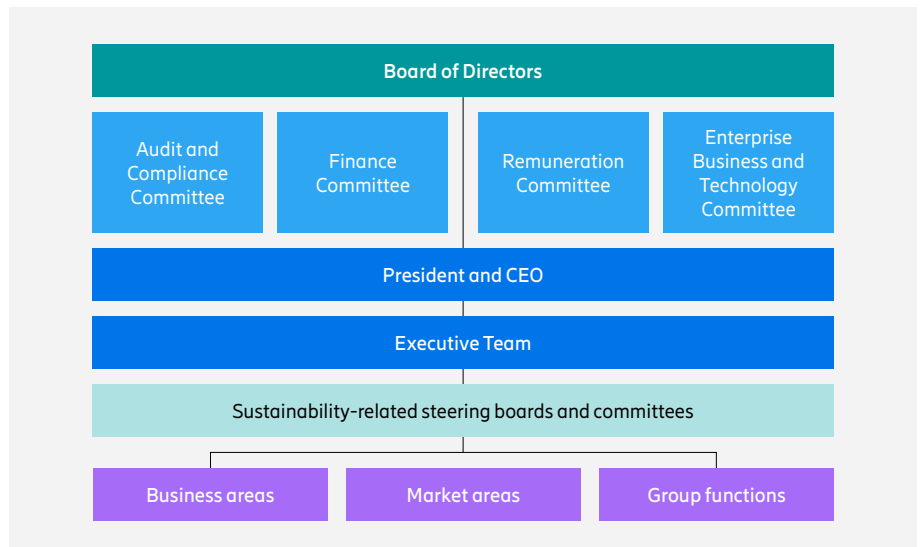 Board of Directors
Audit and
Compliance
Committee
Finance
Committee
Remuneration
Committee
Enterprise
Business and
Technology
Committee
President and CEO
Executive Team
Sustainability-related steering boards and committees
Business areas
Market areas
Group functions